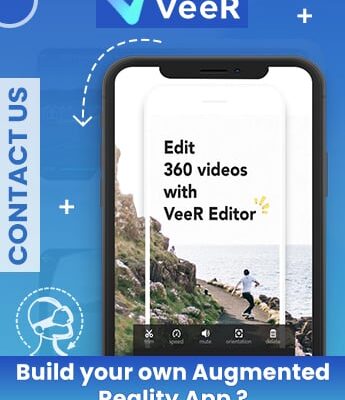 VeeR
CONTACT US
Edit
360 videos
with
VeeR Editor
trim speed mute orientation delete
Build your own Augmented
Reality App ?